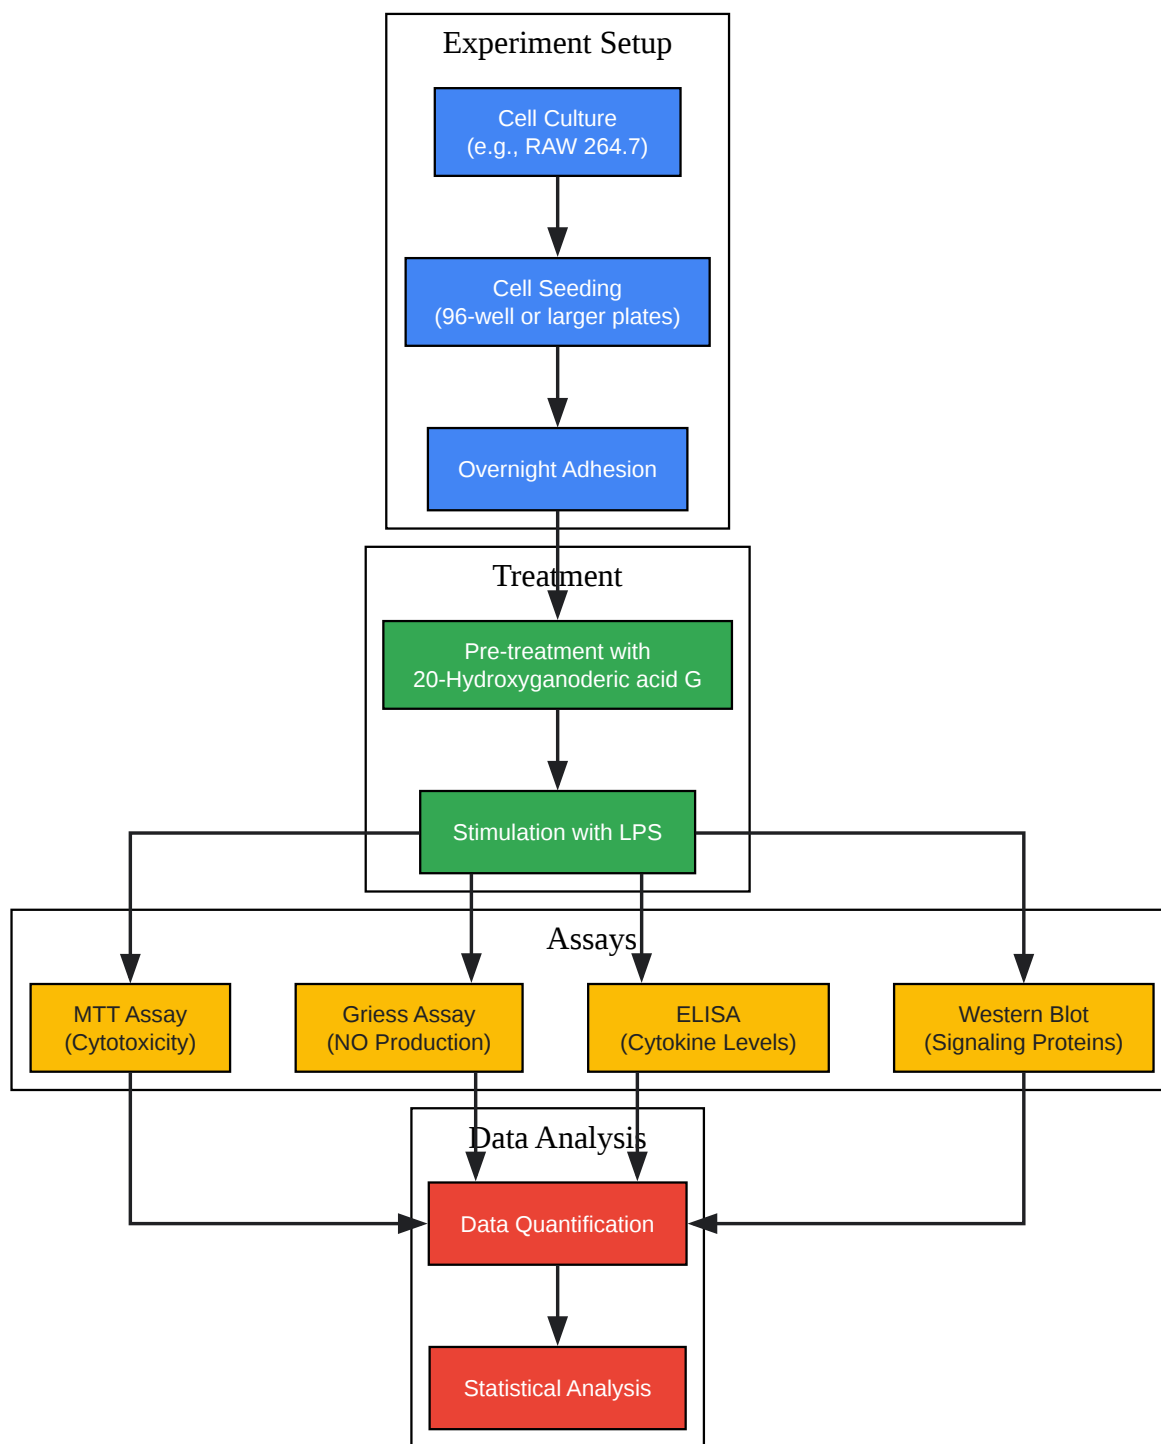 Experiment Setup
Cell Culture
(e.g., RAW 264.7)
Cell Seeding
(96-well or larger plates)
Overnight Adhesion
Treatment
Pre-treatment with
20-Hydroxyganoderic acid G
Stimulation with LPS
Assays
MTT Assay
(Cytotoxicity)
Griess Assay
(NO Production)
ELISA
(Cytokine Levels)
Western Blot
(Signaling Proteins)
Data Analysis
Data Quantification
Statistical Analysis